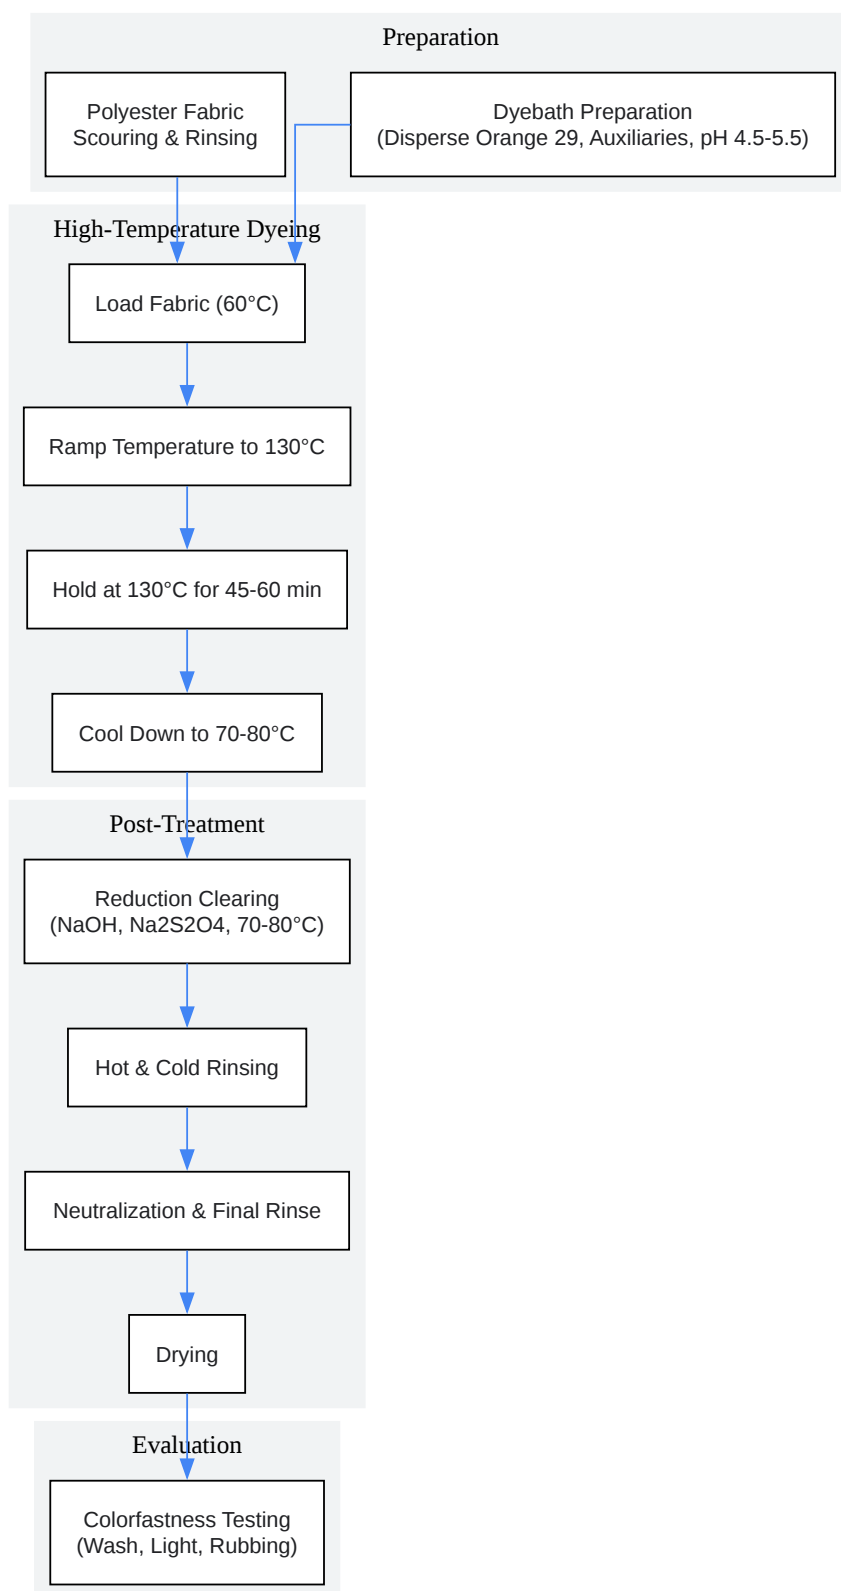 Preparation
Polyester Fabric
Scouring & Rinsing
Dyebath Preparation
(Disperse Orange 29, Auxiliaries, pH 4.5-5.5)
High-Temperature Dyeing
Load Fabric (60°C)
Ramp Temperature to 130°C
Hold at 130°C for 45-60 min
Cool Down to 70-80°C
Post-Treatment
Reduction Clearing
(NaOH, Na2S2O4, 70-80°C)
Hot & Cold Rinsing
Neutralization & Final Rinse
Drying
Evaluation
Colorfastness Testing
(Wash, Light, Rubbing)